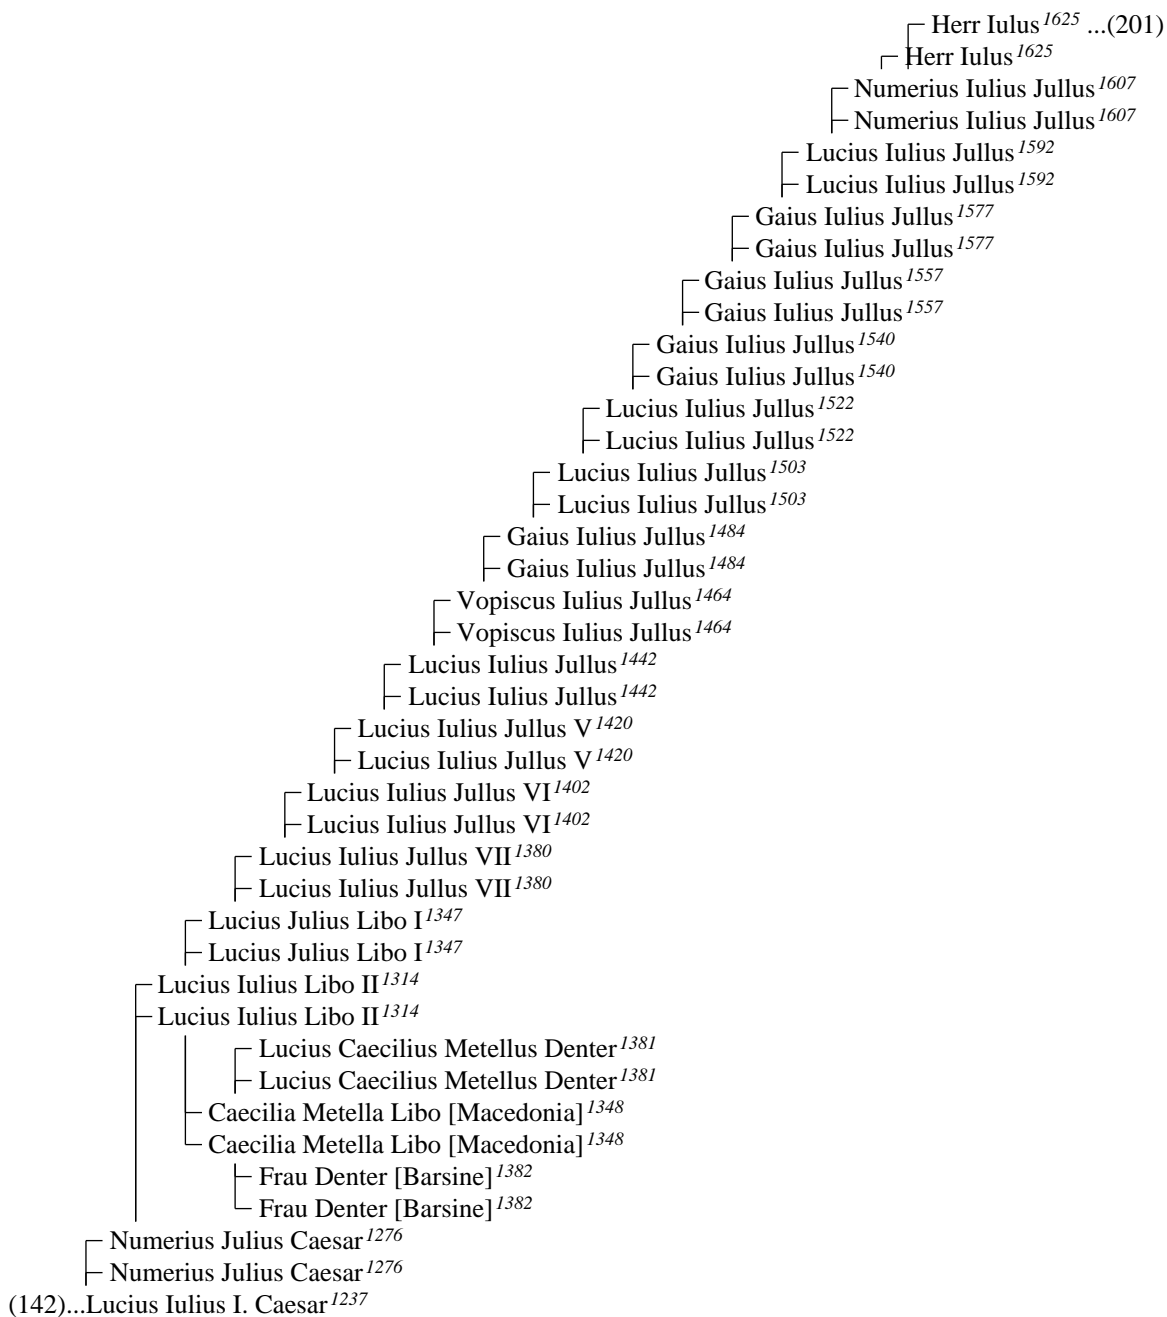 Herr Iulus 1625 ...(201)
Herr Iulus 1625
Numerius Iulius Jullus 1607
Numerius Iulius Jullus 1607
Lucius Iulius Jullus 1592
Lucius Iulius Jullus 1592
Gaius Iulius Jullus 1577
Gaius Iulius Jullus 1577
Gaius Iulius Jullus 1557
Gaius Iulius Jullus 1557
Gaius Iulius Jullus 1540
Gaius Iulius Jullus 1540
Lucius Iulius Jullus 1522
Lucius Iulius Jullus 1522
Lucius Iulius Jullus 1503
Lucius Iulius Jullus 1503
Gaius Iulius Jullus 1484
Gaius Iulius Jullus 1484
Vopiscus Iulius Jullus 1464
Vopiscus Iulius Jullus 1464
Lucius Iulius Jullus 1442
Lucius Iulius Jullus 1442
Lucius Iulius Jullus V 1420
Lucius Iulius Jullus V 1420
Lucius Iulius Jullus VI 1402
Lucius Iulius Jullus VI 1402
Lucius Iulius Jullus VII 1380
Lucius Iulius Jullus VII 1380
Lucius Julius Libo I 1347
Lucius Julius Libo I 1347
Lucius Iulius Libo II 1314
Lucius Iulius Libo II 1314
Lucius Caecilius Metellus Denter 1381
Lucius Caecilius Metellus Denter 1381
Caecilia Metella Libo [Macedonia] 1348
Caecilia Metella Libo [Macedonia] 1348
Frau Denter [Barsine] 1382
Frau Denter [Barsine] 1382
Numerius Julius Caesar 1276
Numerius Julius Caesar 1276
(142)...Lucius Iulius I. Caesar 1237